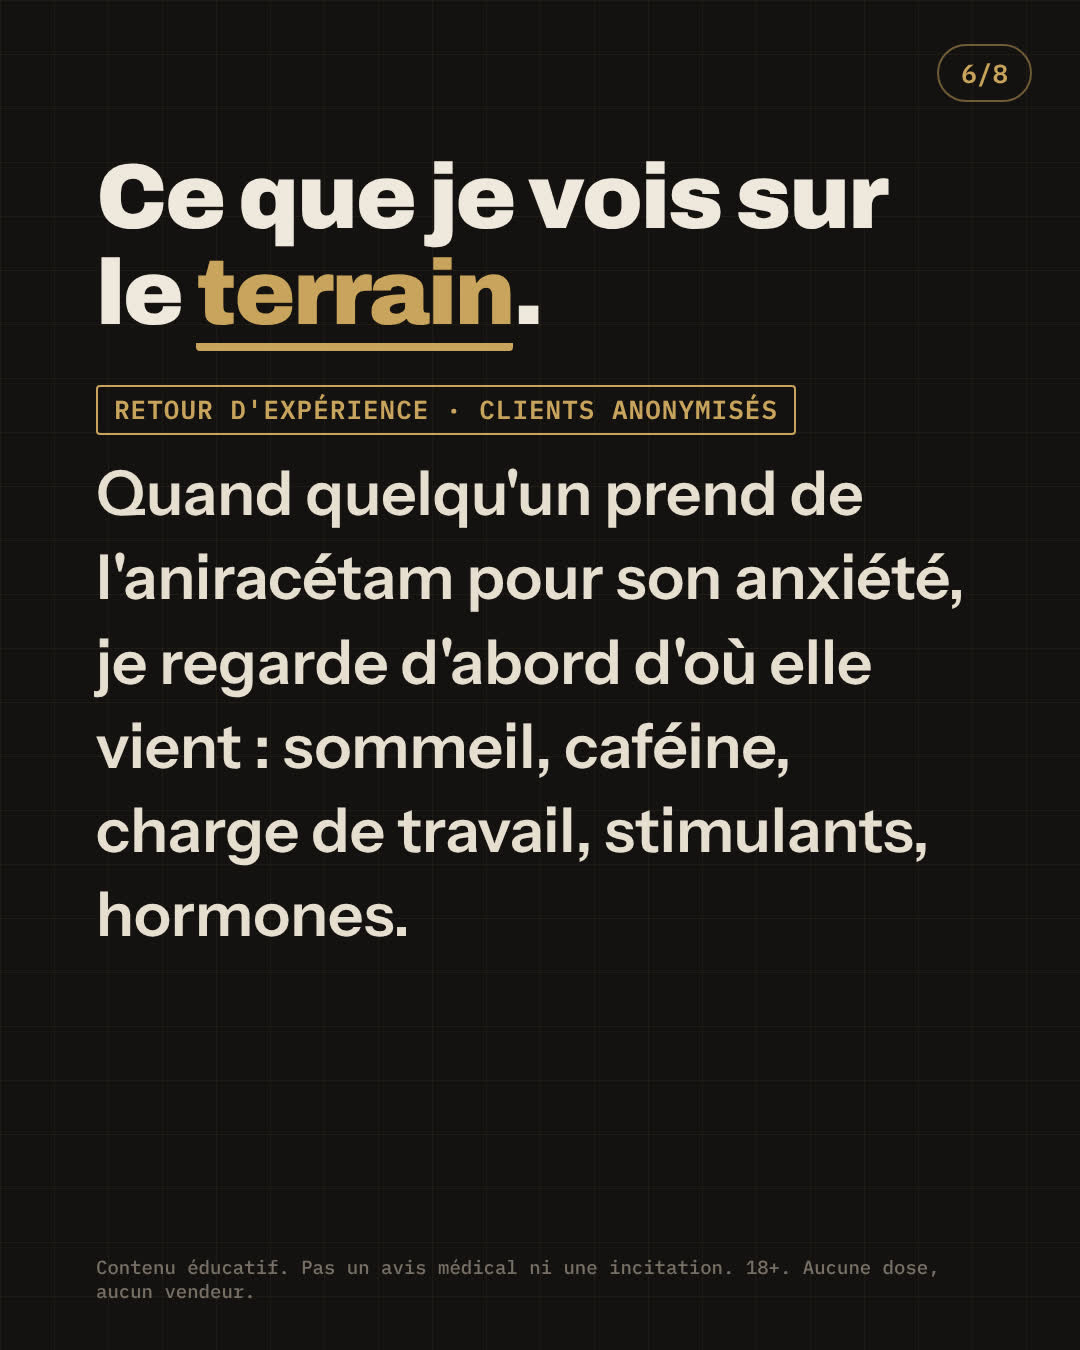 6/8
Ce que je vois sur
le terrain.
RETOUR D'EXPÉRIENCE · CLIENTS ANONYMISÉS
Quand quelqu'un prend de
l'aniracétam pour son anxiété,
je regarde d'abord d'où elle
vient : sommeil, caféine,
charge de travail, stimulants,
hormones.
Contenu éducatif. Pas un avis médical ni une incitation. 18+. Aucune dose,
aucun vendeur.